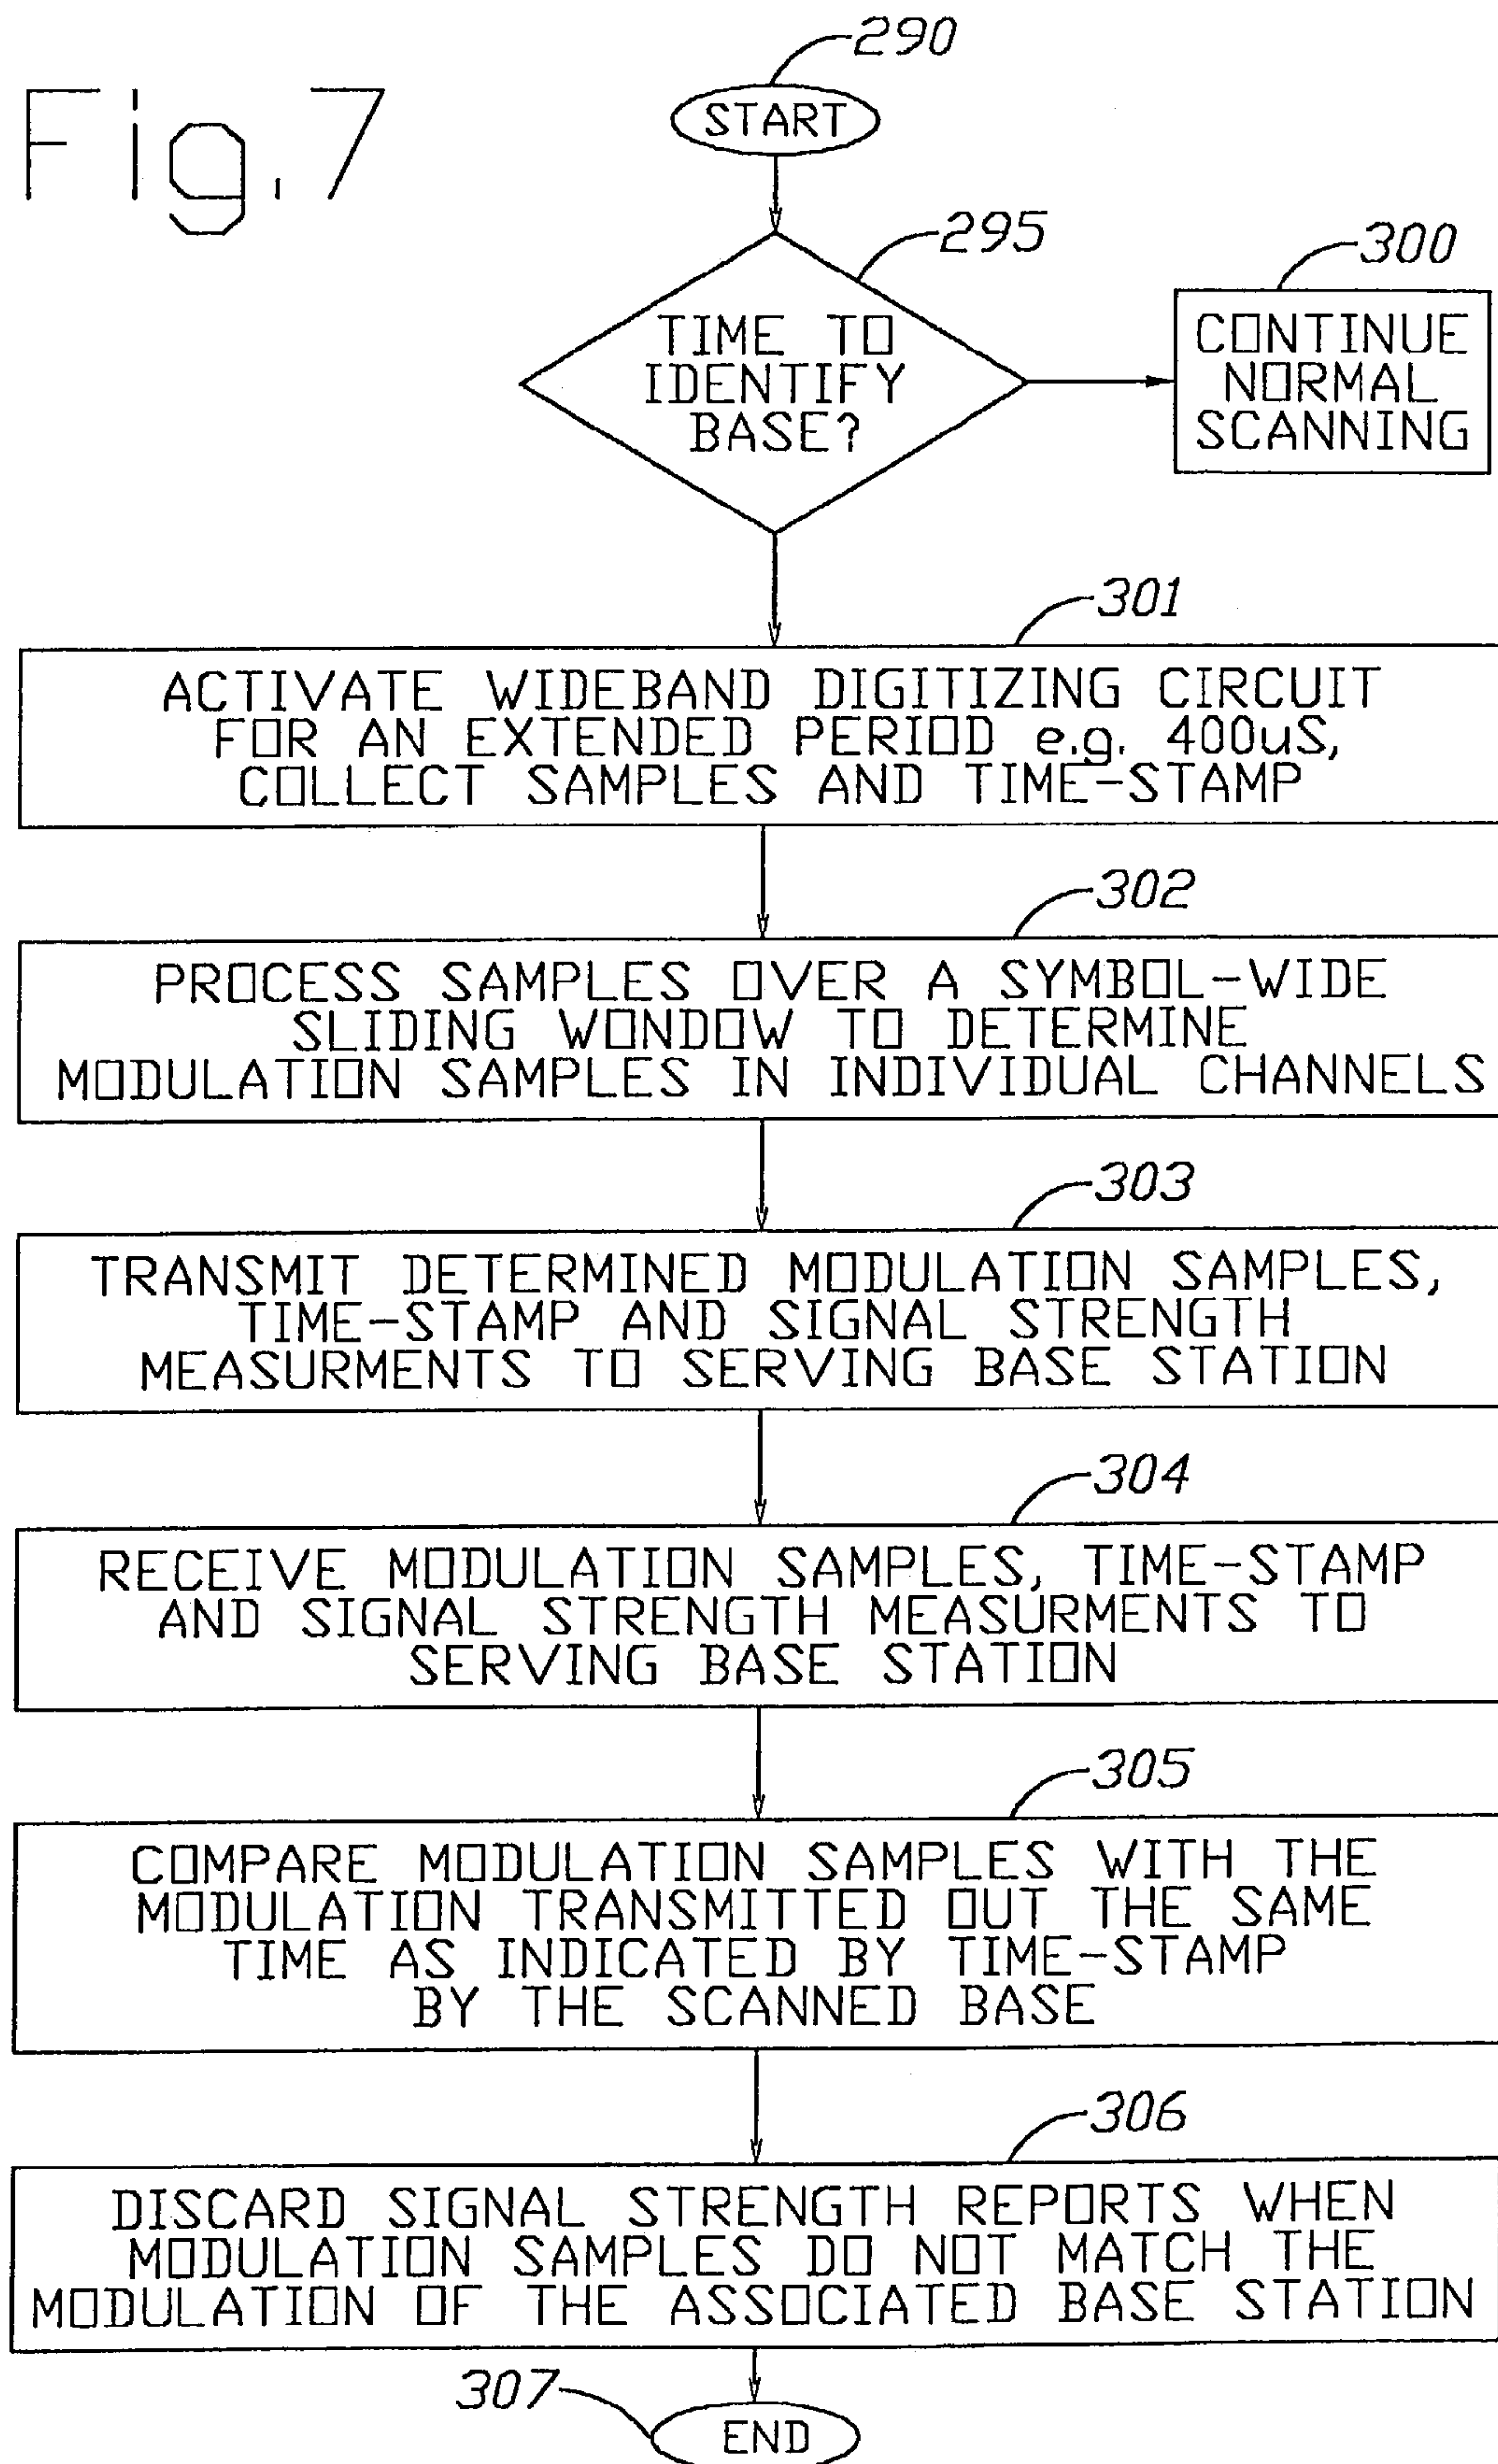 Fig.7
290
START
295
TIME TO
IDENTIFY
BASE?
300
CONTINUE
NORMAL
SCANNING
301
ACTIVATE WIDEBAND DIGITIZING CIRCUIT
FOR AN EXTENDED PERIOD e.g. 400uS,
COLLECT SAMPLES AND TIME-STAMP
302
PROCESS SAMPLES OVER A SYMBOL-WIDE
SLIDING WONDOW TO DETERMINE
MODULATION SAMPLES IN INDIVIDUAL CHANNELS
303
TRANSMIT DETERMINED MODULATION SAMPLES,
TIME-STAMP AND SIGNAL STRENGTH
MEASURMENTS TO SERVING BASE STATION
304
RECEIVE MODULATION SAMPLES, TIME-STAMP
AND SIGNAL STRENGTH MEASURMENTS TO
SERVING BASE STATION
305
COMPARE MODULATION SAMPLES WITH THE
MODULATION TRANSMITTED OUT THE SAME
TIME AS INDICATED BY TIME-STAMP
BY THE SCANNED BASE
306
DISCARD SIGNAL STRENGTH REPORTS WHEN
MODULATION SAMPLES DO NOT MATCH THE
MODULATION OF THE ASSOCIATED BASE STATION
307
END